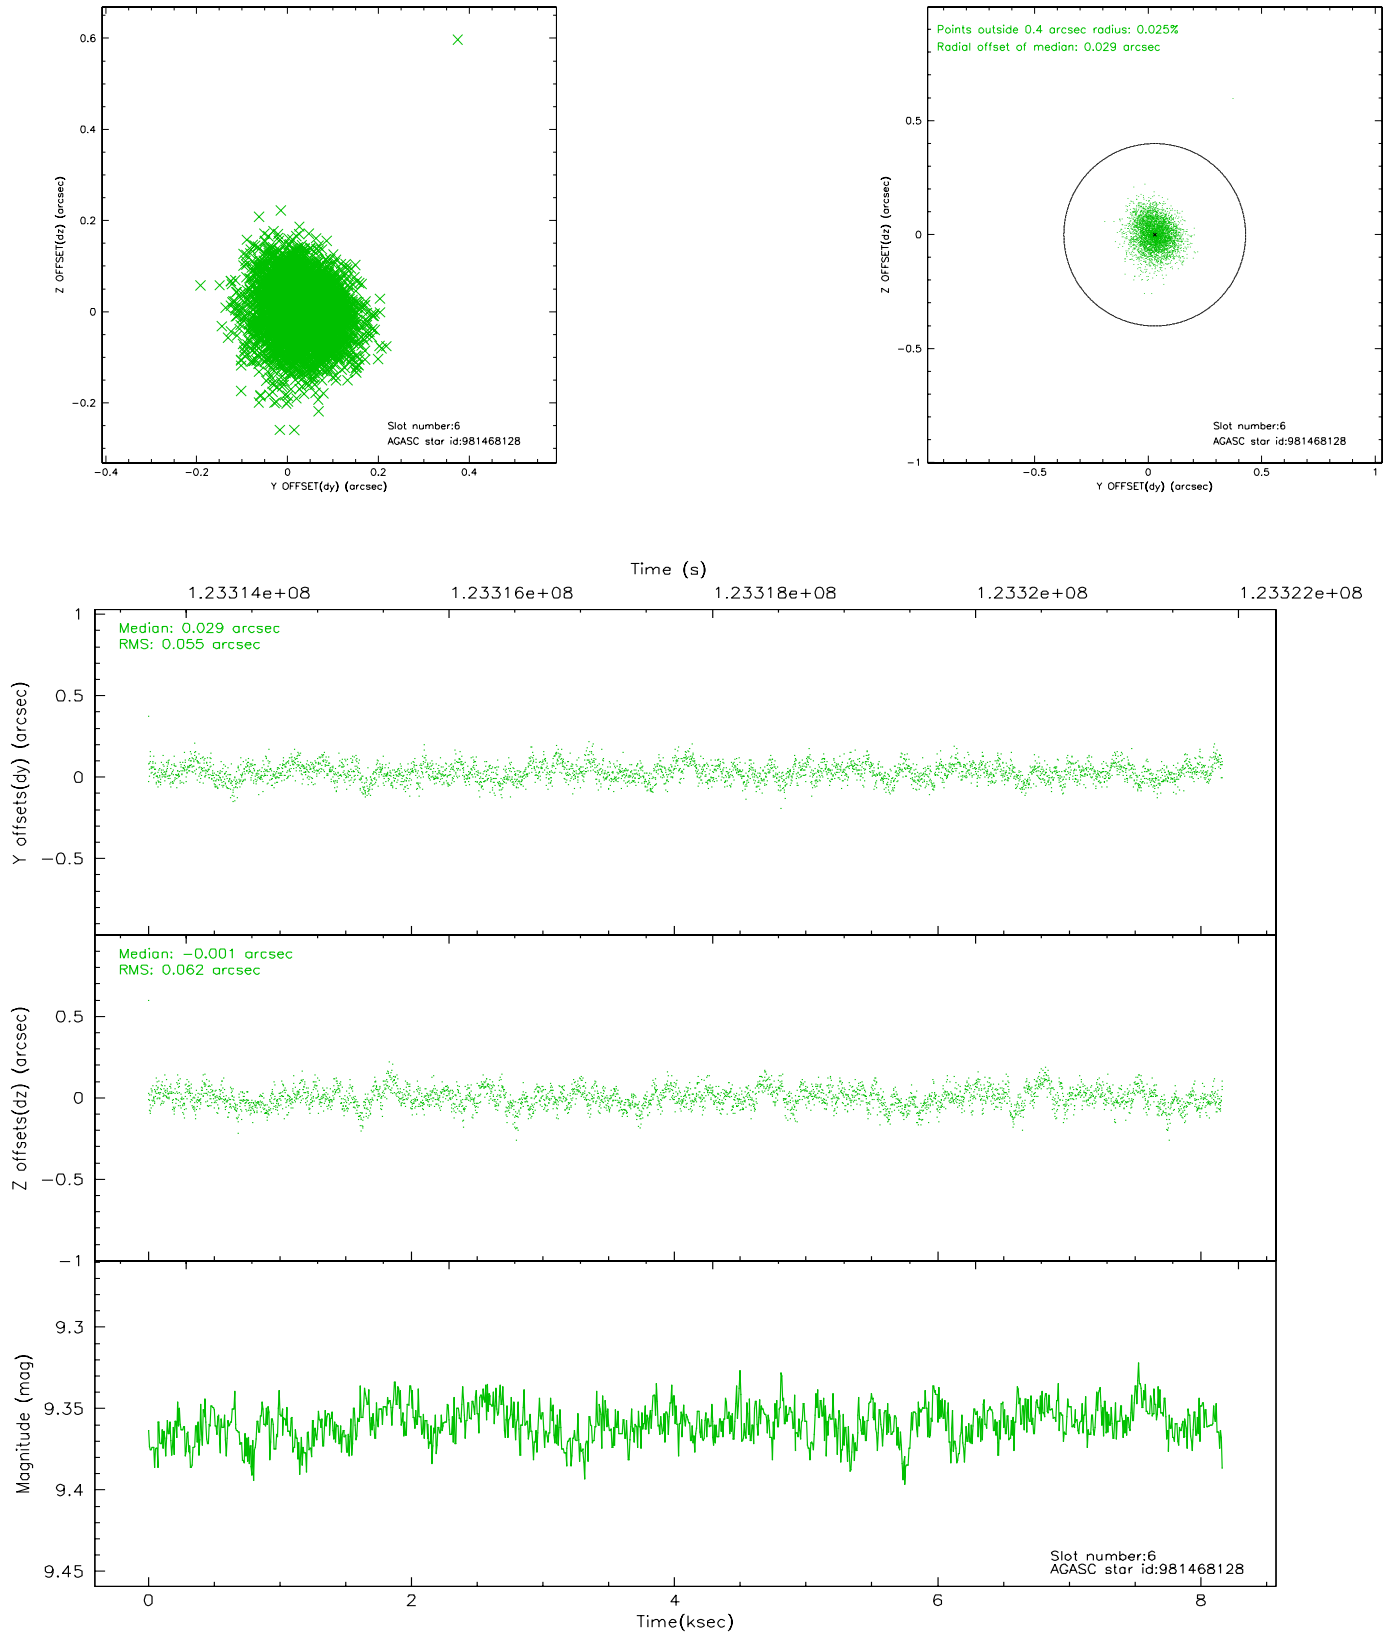 0.6
0.4
0.2
0
-0.2
-0.4
-0.2
0
0.2
0.4
Z OFFSET(dz) (arcsec)
Y OFFSET(dy) (arcsec)
Slot number:6
AGASC star id:981468128
Points outside 0.4 arcsec radius: 0.025%
Radial offset of median: 0.029 arcsec
0.5
0
-0.5
-1
-0.5
0
0.5
1
Z OFFSET(dz) (arcsec)
Y OFFSET(dy) (arcsec)
Slot number:6
AGASC star id:981468128
Time (s)
1.23314e+08
1.23316e+08
1.23318e+08
1.2332e+08
1.23322e+08
Median: 0.029 arcsec
RMS: 0.055 arcsec
1
0.5
0
-0.5
Y offsets(dy) (arcsec)
Median: -0.001 arcsec
RMS: 0.062 arcsec
0.5
0
-0.5
-1
Z offsets(dz) (arcsec)
9.3
9.35
9.4
9.45
Magnitude (mag)
Slot number:6
AGASC star id:981468128
0
2
4
6
8
Time(ksec)